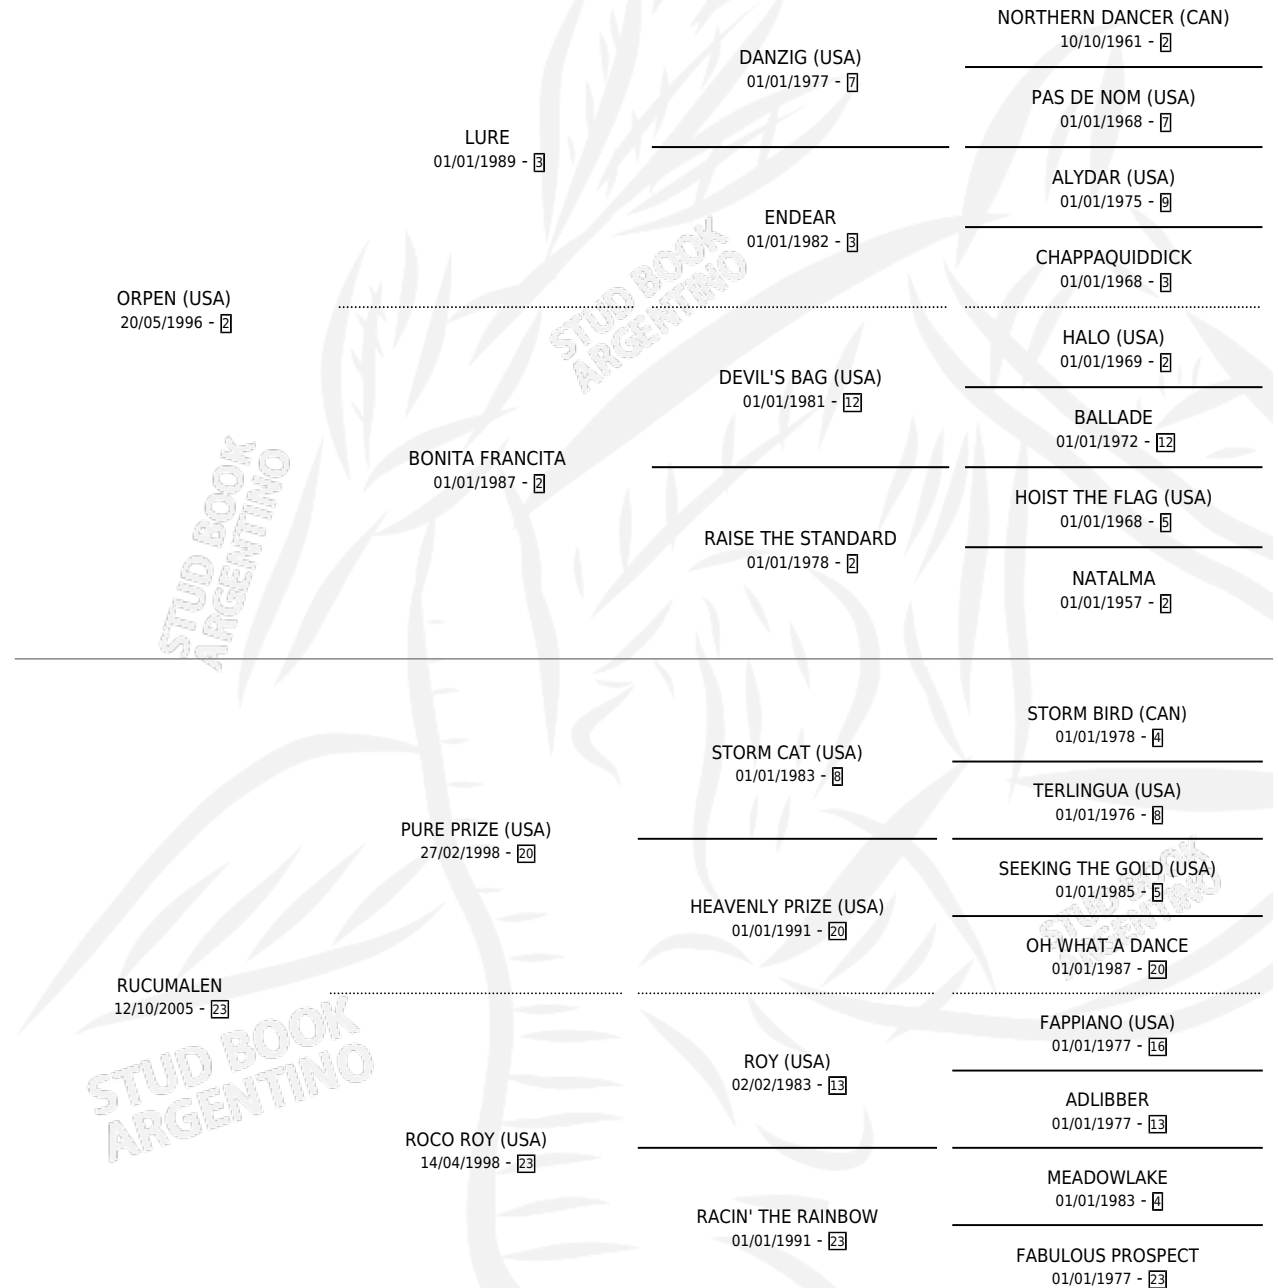 NORTHERN DANCER (CAN)
10/10/1961 - 2
DANZIG (USA)
01/01/1977 - 7
PAS DE NOM (USA)
01/01/1968 - 7
LURE
01/01/1989 - 3
ALYDAR (USA)
01/01/1975 - 9
ENDEAR
01/01/1982 - 3
CHAPPAQUIDDICK
01/01/1968 - 3
ORPEN (USA)
20/05/1996 - 2
HALO (USA)
01/01/1969 - 2
DEVIL'S BAG (USA)
01/01/1981 - 12
BALLADE
01/01/1972 - 12
BONITA FRANCITA
01/01/1987 - 2
HOIST THE FLAG (USA)
01/01/1968 - 5
RAISE THE STANDARD
01/01/1978 - 2
NATALMA
01/01/1957 - 2
STORM BIRD (CAN)
01/01/1978 - 4
STORM CAT (USA)
01/01/1983 - 8
TERLINGUA (USA)
01/01/1976 - 8
PURE PRIZE (USA)
27/02/1998 - 20
SEEKING THE GOLD (USA)
01/01/1985 - 5
HEAVENLY PRIZE (USA)
01/01/1991 - 20
OH WHAT A DANCE
01/01/1987 - 20
RUCUMALEN
12/10/2005 - 23
FAPPIANO (USA)
01/01/1977 - 16
ROY (USA)
02/02/1983 - 13
ADLIBBER
01/01/1977 - 13
ROCO ROY (USA)
14/04/1998 - 23
MEADOWLAKE
01/01/1983 - 4
RACIN' THE RAINBOW
01/01/1991 - 23
FABULOUS PROSPECT
01/01/1977 - 23
STUD BOOK
ARGENTINO
STUD BOOK
ARGENTINO
STUD BOOK
ARGENTINO
STUD BOOK
ARGENTINO